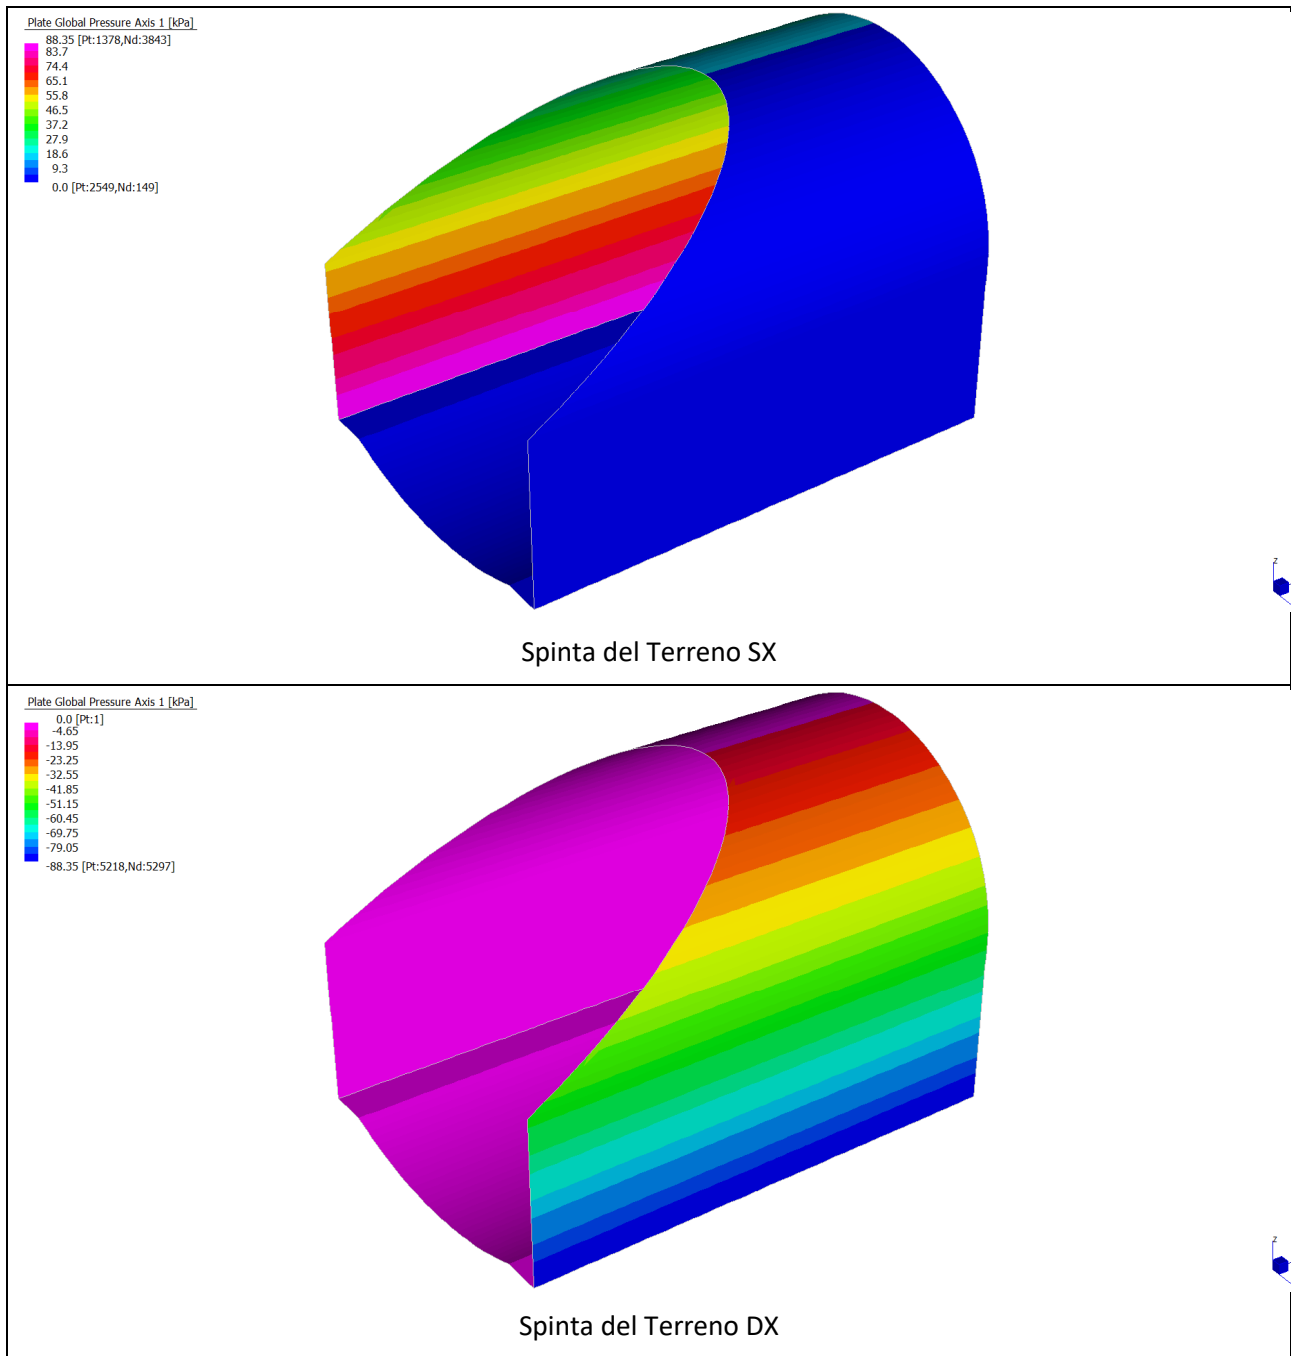 Plate Global Pressure Axis 1 [kPa]
88.35 [Pt:1378,Nd:3843]
83.7
74.4
65.1
55.8
46.5
37.2
27.9
18.6
9.3
0.0 [Pt:2549,Nd:149]
z
Spinta del Terreno SX
Plate Global Pressure Axis 1 [kPa]
0.0 [Pt:1]
-4.65
-13.95
-23.25
-32.55
-41.85
-51.15
-60.45
-69.75
-79.05
-88.35 [Pt:5218,Nd:5297]
z
Spinta del Terreno DX